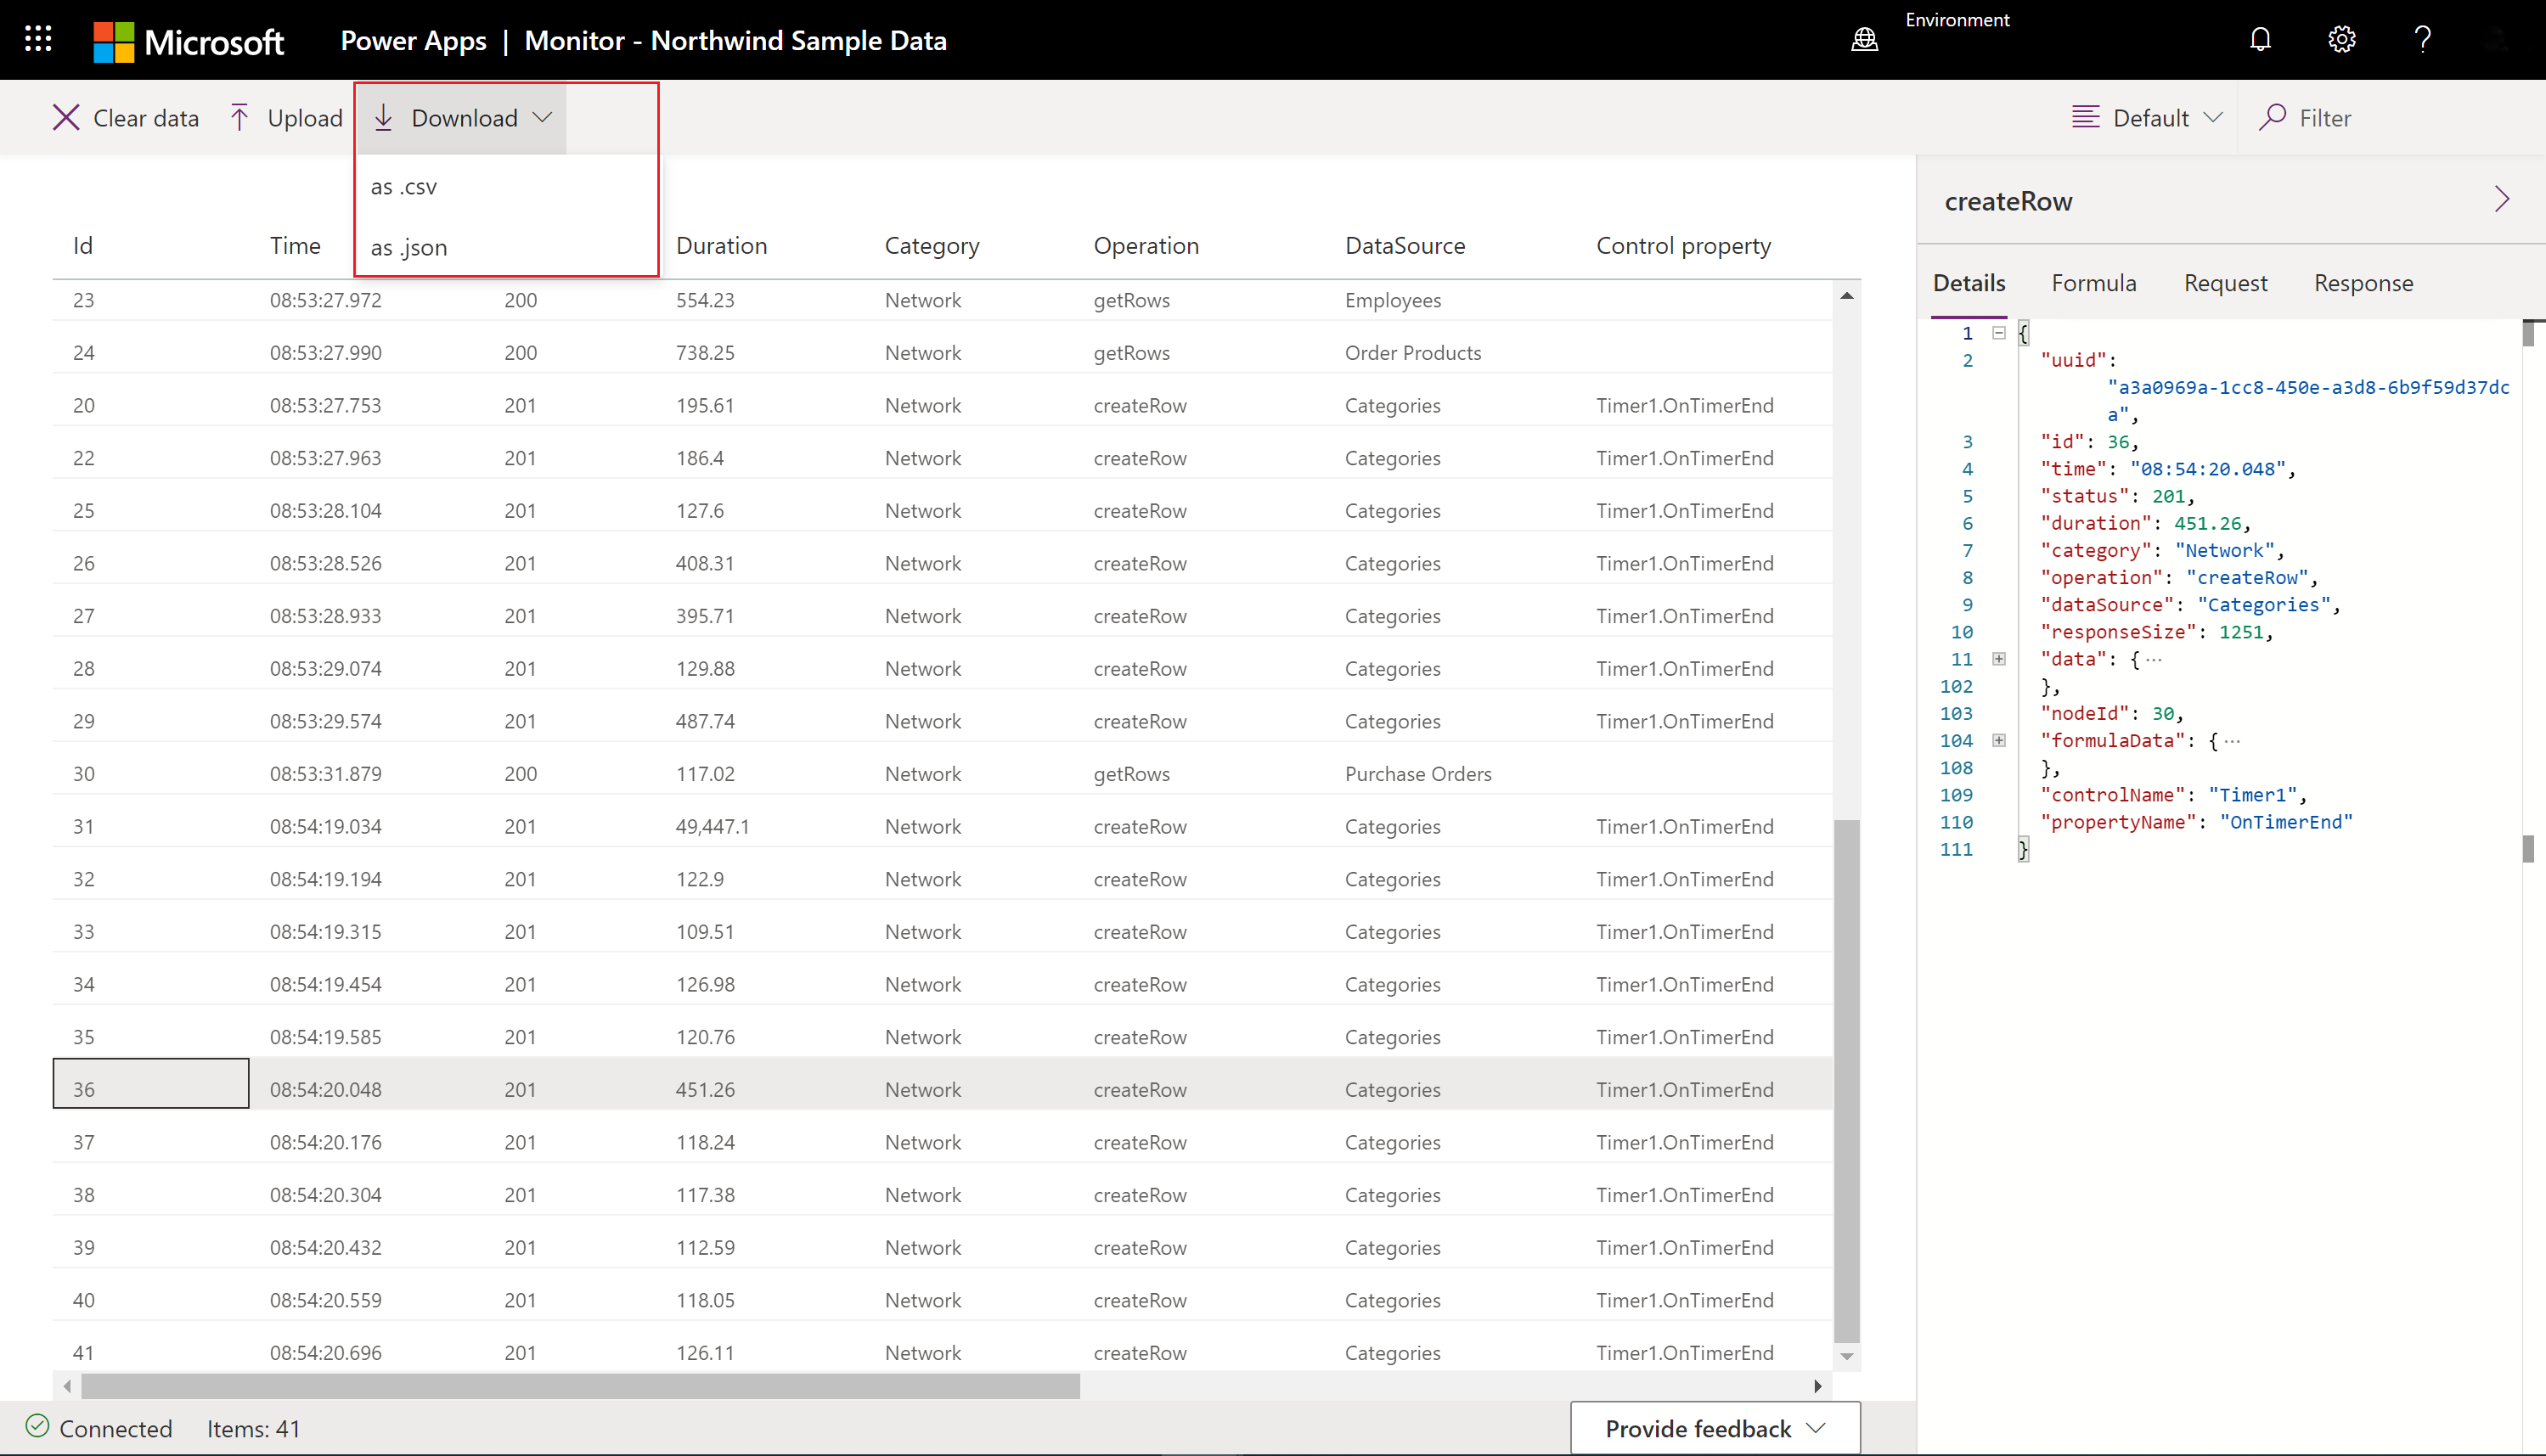 Microsoft Power Apps | Monitor - Northwind Sample Data Environment
Clear data Upload Download Default Filter
as .csv
as .json
Id Time Duration Category Operation DataSource Control property
23 08:53:27.972 200 554.23 Network getRows Employees
24 08:53:27.990 200 738.25 Network getRows Order Products
20 08:53:27.753 201 195.61 Network createRow Categories Timer1.OnTimerEnd
22 08:53:27.963 201 186.4 Network createRow Categories Timer1.OnTimerEnd
25 08:53:28.104 201 127.6 Network createRow Categories Timer1.OnTimerEnd
26 08:53:28.526 201 408.31 Network createRow Categories Timer1.OnTimerEnd
27 08:53:28.933 201 395.71 Network createRow Categories Timer1.OnTimerEnd
28 08:53:29.074 201 129.88 Network createRow Categories Timer1.OnTimerEnd
29 08:53:29.574 201 487.74 Network createRow Categories Timer1.OnTimerEnd
30 08:53:31.879 200 117.02 Network getRows Purchase Orders
31 08:54:19.034 201 49,447.1 Network createRow Categories Timer1.OnTimerEnd
32 08:54:19.194 201 122.9 Network createRow Categories Timer1.OnTimerEnd
33 08:54:19.315 201 109.51 Network createRow Categories Timer1.OnTimerEnd
34 08:54:19.454 201 126.98 Network createRow Categories Timer1.OnTimerEnd
35 08:54:19.585 201 120.76 Network createRow Categories Timer1.OnTimerEnd
36 08:54:20.048 201 451.26 Network createRow Categories Timer1.OnTimerEnd
37 08:54:20.176 201 118.24 Network createRow Categories Timer1.OnTimerEnd
38 08:54:20.304 201 117.38 Network createRow Categories Timer1.OnTimerEnd
39 08:54:20.432 201 112.59 Network createRow Categories Timer1.OnTimerEnd
40 08:54:20.559 201 118.05 Network createRow Categories Timer1.OnTimerEnd
41 08:54:20.696 201 126.11 Network createRow Categories Timer1.OnTimerEnd
createRow
Details Formula Request Response
1 {
2 "uuid":
"a3a0969a-1cc8-450e-a3d8-6b9f59d37dc
a",
3 "id": 36,
4 "time": "08:54:20.048",
5 "status": 201,
6 "duration": 451.26,
7 "category": "Network",
8 "operation": "createRow",
9 "dataSource": "Categories",
10 "responseSize": 1251,
11 "data": {···
102 },
103 "nodeId": 30,
104 "formulaData": {···
108 },
109 "controlName": "Timer1",
110 "propertyName": "OnTimerEnd"
111 }
Connected Items: 41 Provide feedback